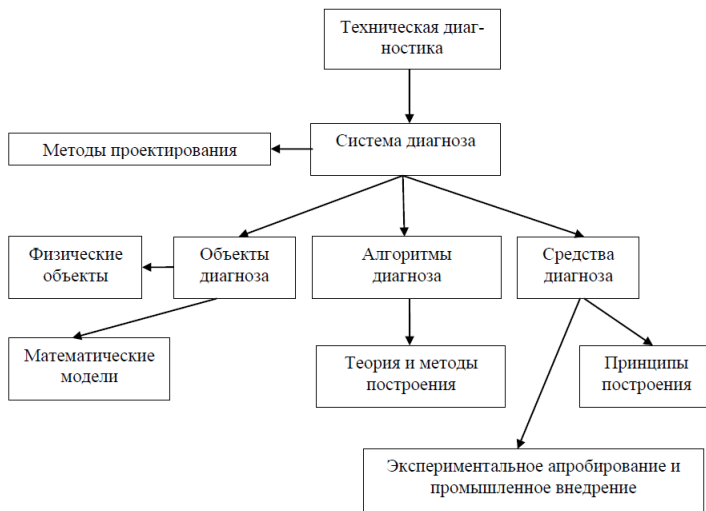 Техническая диаг-
ностика
Система диагноза
Методы проектирования
Физические
объекты
Объекты
диагноза
Алгоритмы
диагноза
Средства
диагноза
Математические
модели
Теория и методы
построения
Принципы
построения
Экспериментальное апробирование и
промышленное внедрение